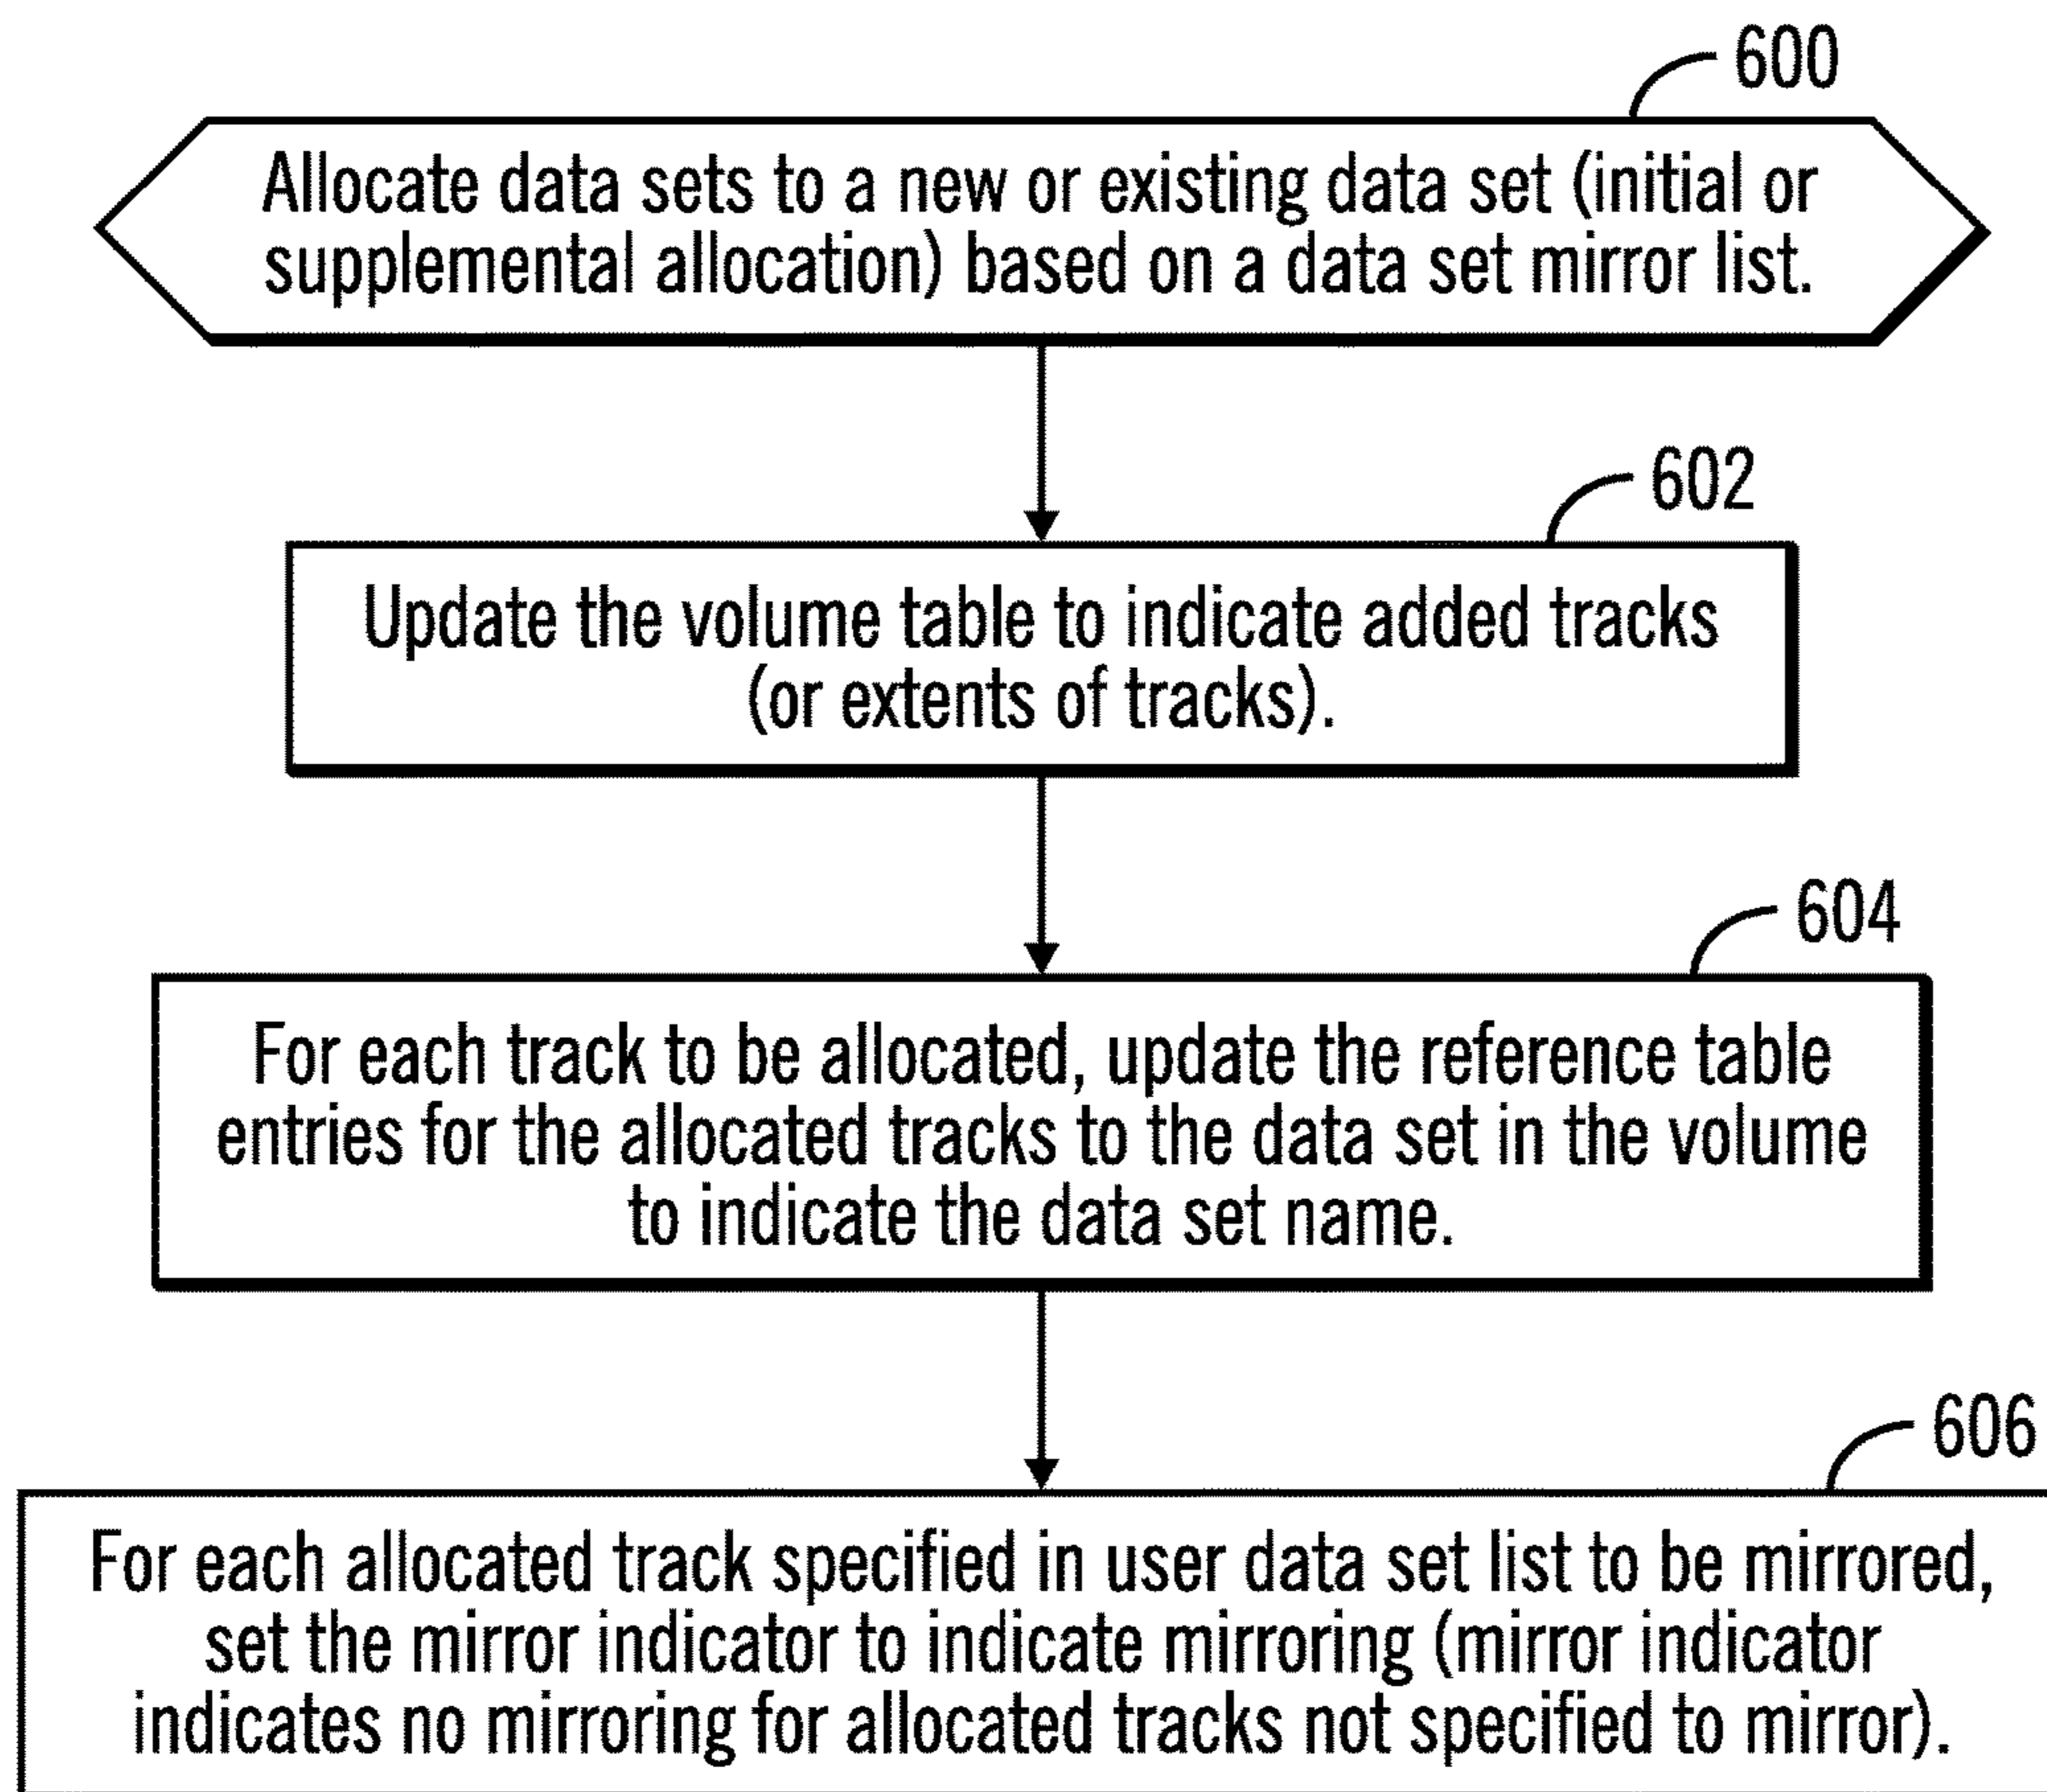 600
Allocate data sets to a new or existing data set (initial or
supplemental allocation) based on a data set mirror list.
602
Update the volume table to indicate added tracks
(or extents of tracks).
604
For each track to be allocated, update the reference table
entries for the allocated tracks to the data set in the volume
to indicate the data set name.
606
For each allocated track specified in user data set list to be mirrored,
set the mirror indicator to indicate mirroring (mirror indicator
indicates no mirroring for allocated tracks not specified to mirror).